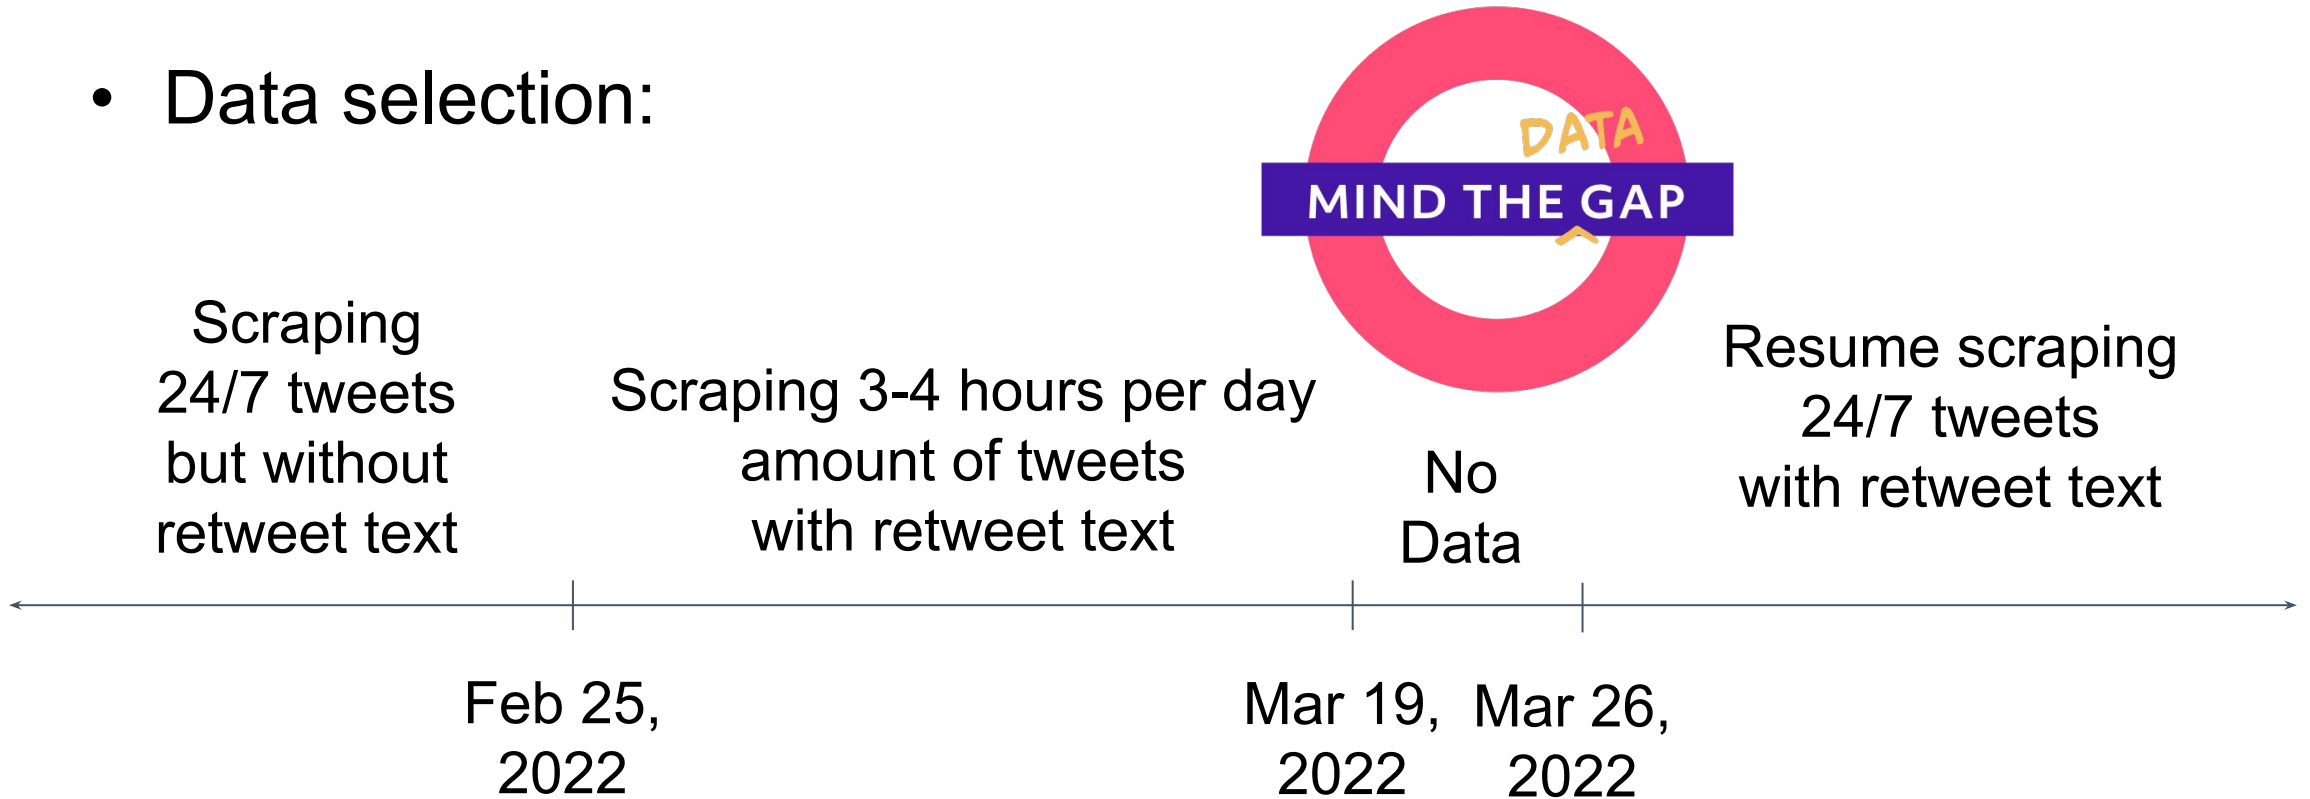 • Data selection:
DATA
MIND THE GAP
Scraping
24/7 tweets
but without
retweet text
Scraping 3-4 hours per day
amount of tweets
with retweet text
No
Data
Resume scraping
24/7 tweets
with retweet text
Feb 25,
2022
Mar 19,
2022
Mar 26,
2022